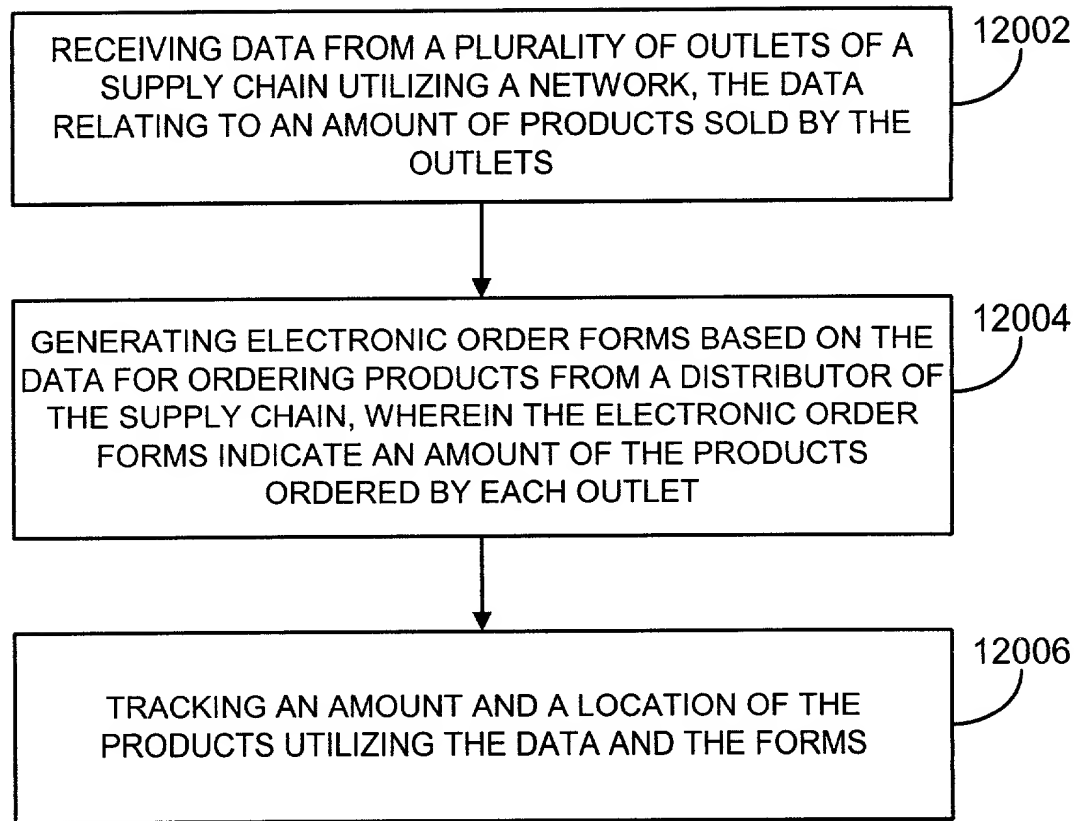 RECEIVING DATA FROM A PLURALITY OF OUTLETS OF A
SUPPLY CHAIN UTILIZING A NETWORK, THE DATA
RELATING TO AN AMOUNT OF PRODUCTS SOLD BY THE
OUTLETS
12002
GENERATING ELECTRONIC ORDER FORMS BASED ON THE
DATA FOR ORDERING PRODUCTS FROM A DISTRIBUTOR OF
THE SUPPLY CHAIN, WHEREIN THE ELECTRONIC ORDER
FORMS INDICATE AN AMOUNT OF THE PRODUCTS
ORDERED BY EACH OUTLET
12004
TRACKING AN AMOUNT AND A LOCATION OF THE
PRODUCTS UTILIZING THE DATA AND THE FORMS
12006